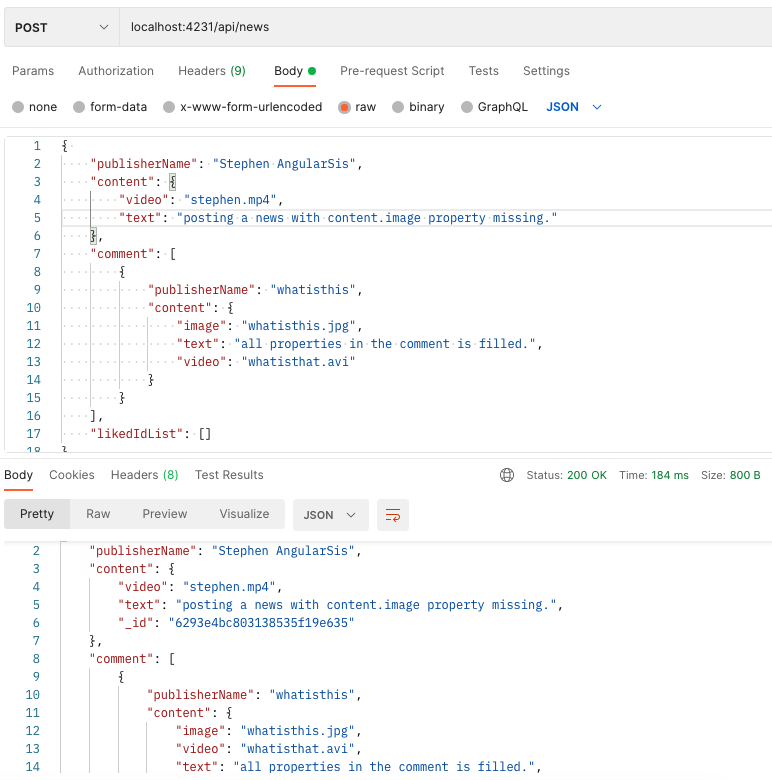 POST localhost:4231/api/news
Params Authorization Headers (9) Body Pre-request Script Tests Settings
none form-data x-www-form-urlencoded raw binary GraphQL JSON
1 {
2 "publisherName": "Stephen AngularSis",
3 "content": {
4 "video": "stephen.mp4",
5 "text": "posting a news with content.image property missing."
6 },
7 "comment": [
8 {
9 "publisherName": "whatisthis",
10 "content": {
11 "image": "whatisthis.jpg",
12 "text": "all properties in the comment is filled.",
13 "video": "whatisthat.avi"
14 }
15 }
16 ],
17 "likedIdList": []
18 }
Body Cookies Headers (8) Test Results Status: 200 OK Time: 184 ms Size: 800 B
Pretty Raw Preview Visualize JSON
2 "publisherName": "Stephen AngularSis",
3 "content": {
4 "video": "stephen.mp4",
5 "text": "posting a news with content.image property missing.",
6 "_id": "6293e4bc803138535f19e635"
7 },
8 "comment": [
9 {
10 "publisherName": "whatisthis",
11 "content": {
12 "image": "whatisthis.jpg",
13 "video": "whatisthat.avi",
14 "text": "all properties in the comment is filled.",